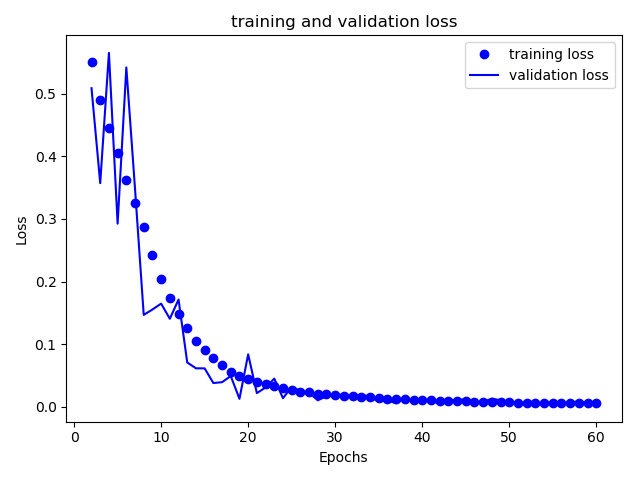 training and validation loss
training loss
validation loss
0.5
0.4
0.3
0.2
0.1
0.0
Loss
0 10 20 30 40 50 60
Epochs